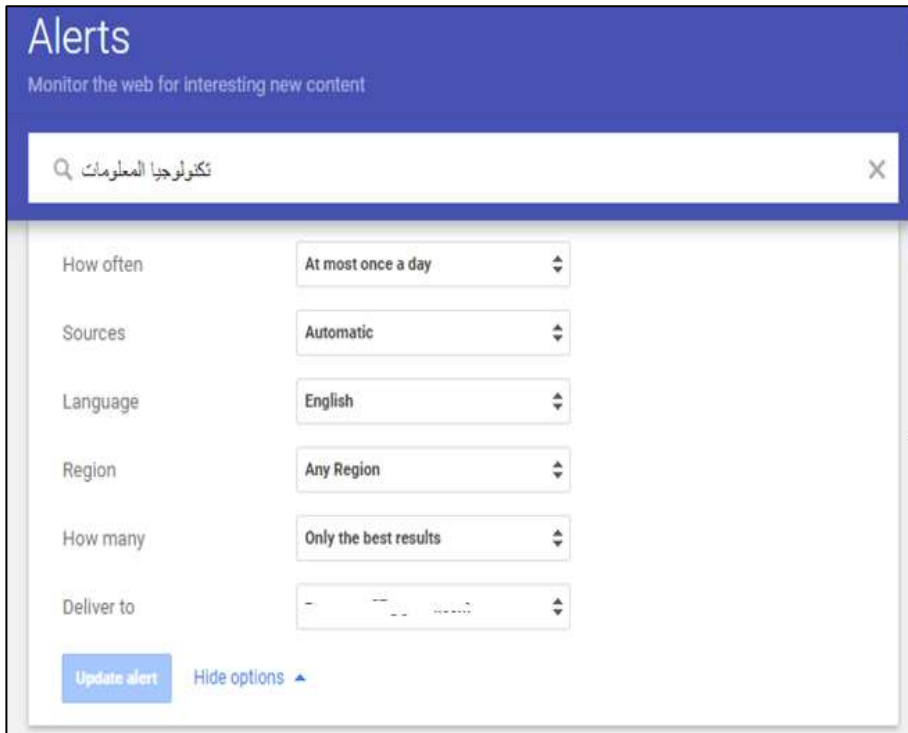 Alerts
Monitor the web for interesting new content
تكنولوجيا المعلومات
How often At most once a day
Sources Automatic
Language English
Region Any Region
How many Only the best results
Deliver to
Update alert Hide options